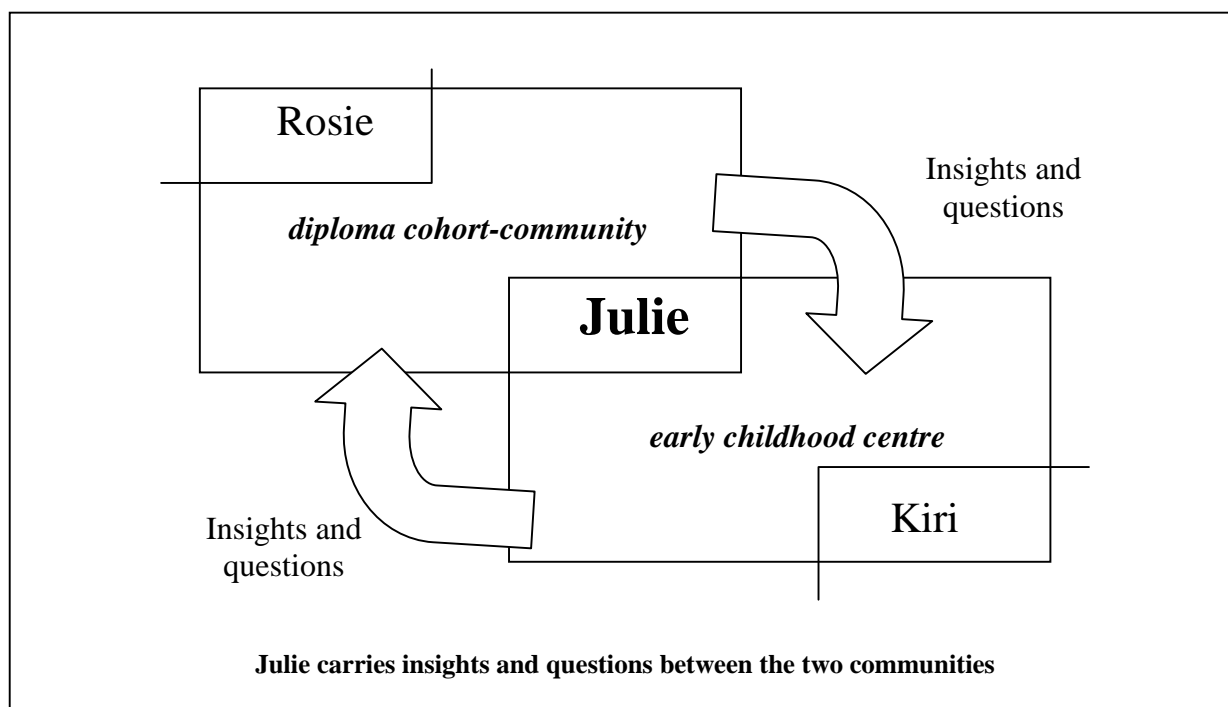 Rosie
Insights and
questions
diploma cohort-community
Julie
early childhood centre
Insights and
questions
Kiri
Julie carries insights and questions between the two communities